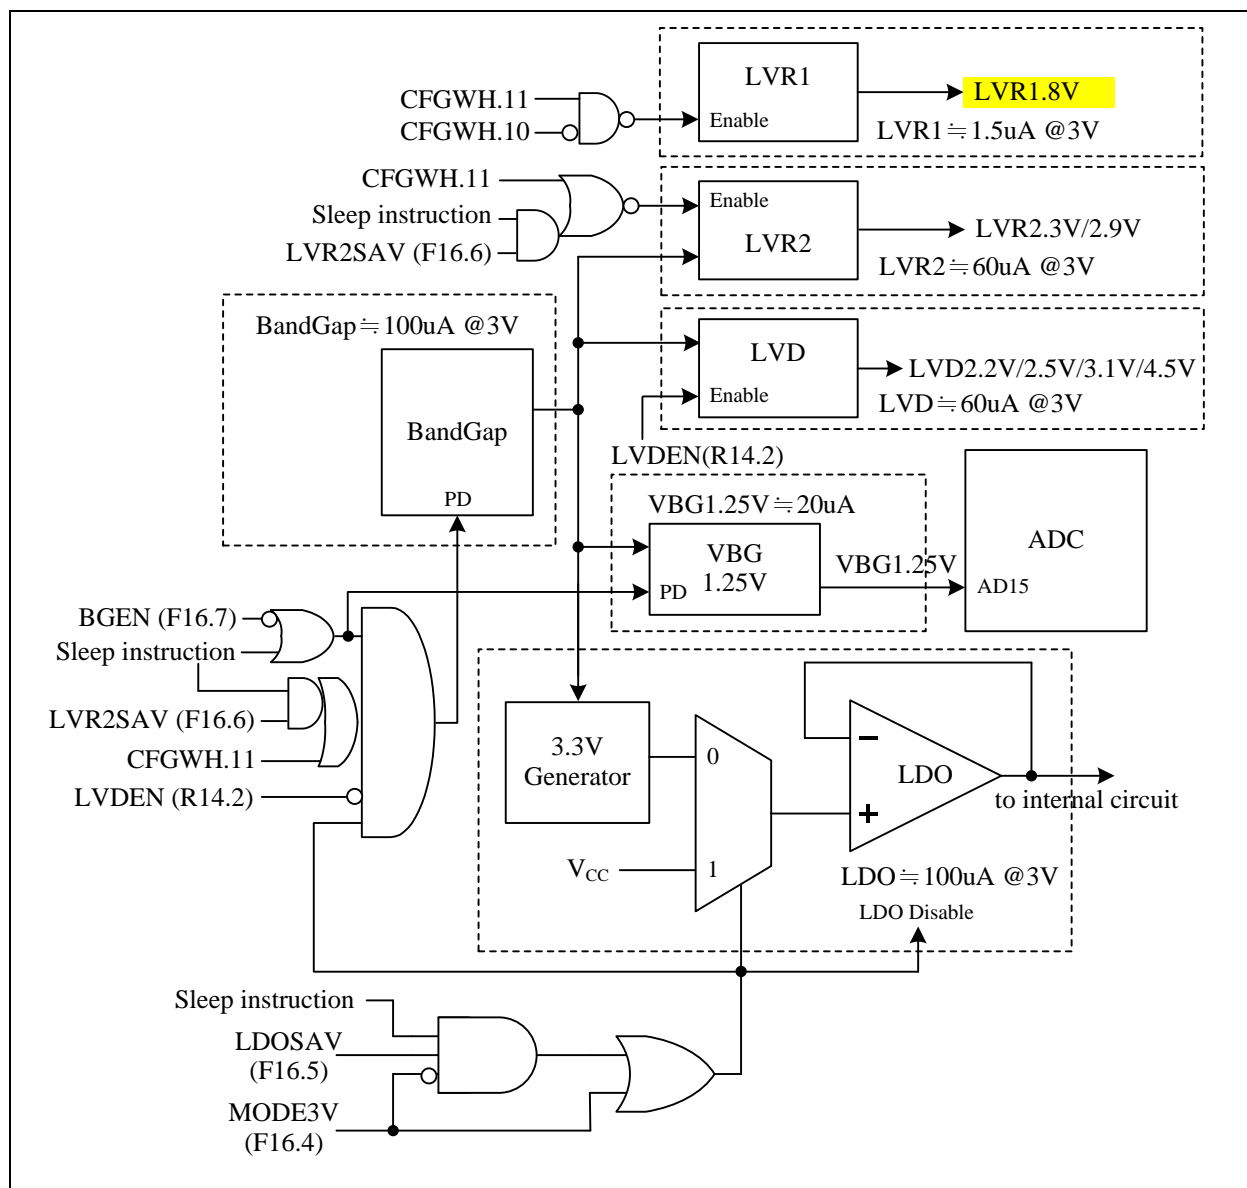 LVR1
CFGWH.11
CFGWH.10
Enable
LVR1.8V
LVR1≒1.5uA @3V
CFGWH.11
Sleep instruction
LVR2SAV (F16.6)
Enable
LVR2
LVR2.3V/2.9V
LVR2≒60uA @3V
BandGap≒100uA @3V
BandGap
PD
LVD
Enable
LVD2.2V/2.5V/3.1V/4.5V
LVD≒60uA @3V
LVDEN(R14.2)
VBG1.25V≒20uA
VBG
1.25V
PD
VBG1.25V
ADC
AD15
BGEN (F16.7)
Sleep instruction
LVR2SAV (F16.6)
CFGWH.11
LVDEN (R14.2)
3.3V
Generator
0
1
VCC
LDO
to internal circuit
LDO≒100uA @3V
LDO Disable
Sleep instruction
LDOSAV
(F16.5)
MODE3V
(F16.4)